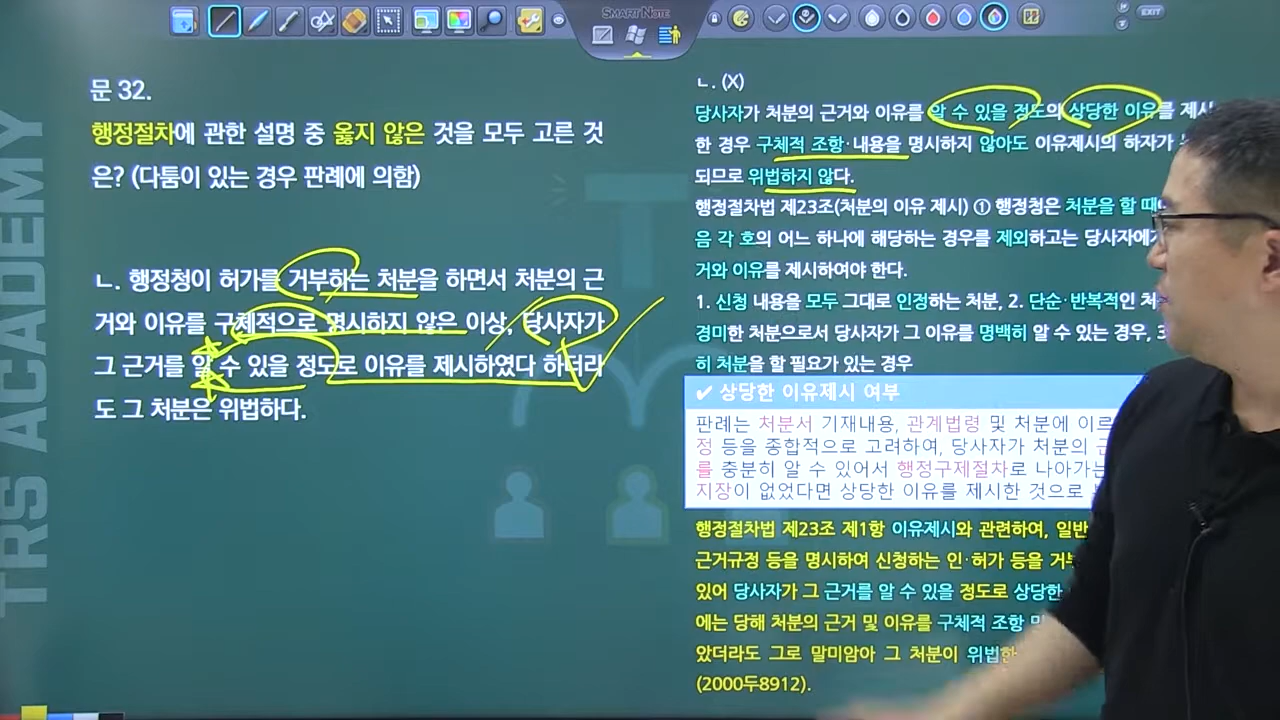 SMART NOTE
EXIT
TRS ACADEMY
문 32.
행정절차에 관한 설명 중 옳지 않은 것을 모두 고른 것
은? (다툼이 있는 경우 판례에 의함)
ㄴ. 행정청이 허가를 거부하는 처분을 하면서 처분의 근
거와 이유를 구체적으로 명시하지 않은 이상, 당사자가
그 근거를 알 수 있을 정도로 이유를 제시하였다 하더라
도 그 처분은 위법하다.
ㄴ. (X)
당사자가 처분의 근거와 이유를 알 수 있을 정도의 상당한 이유를 제시
한 경우 구체적 조항·내용을 명시하지 않아도 이유제시의 하자가
되므로 위법하지 않다.
행정절차법 제23조(처분의 이유 제시) ① 행정청은 처분을 할 때
음 각 호의 어느 하나에 해당하는 경우를 제외하고는 당사자에게
거와 이유를 제시하여야 한다.
1. 신청 내용을 모두 그대로 인정하는 처분, 2. 단순·반복적인
경미한 처분으로서 당사자가 그 이유를 명백히 알 수 있는 경우, 3
히 처분을 할 필요가 있는 경우
✔ 상당한 이유제시 여부
판례는 처분서 기재내용, 관계법령 및 처분에 이르
정 등을 종합적으로 고려하여, 당사자가 처분의 근
를 충분히 알 수 있어서 행정구제절차로 나아가는
지장이 없었다면 상당한 이유를 제시한 것으로
행정절차법 제23조 제1항 이유제시와 관련하여, 일반
근거규정 등을 명시하여 신청하는 인·허가 등을 거부
있어 당사자가 그 근거를 알 수 있을 정도로 상당한
에는 당해 처분의 근거 및 이유를 구체적 조항 및
았더라도 그로 말미암아 그 처분이 위법한
(2000두8912).